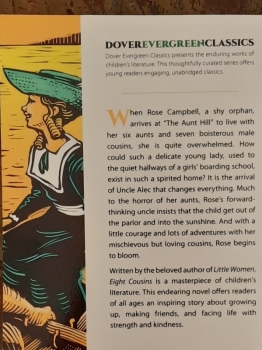 DOVEREVERGREENCLASSICS
Dover Evergreen Classics presents the enduring works of
children's literature. This thoughtfully curated series offers
young readers engaging, unabridged classics.
When Rose Campbell, a shy orphan,
arrives at "The Aunt Hill" to live with
her six aunts and seven boisterous male
cousins, she is quite overwhelmed. How
could such a delicate young lady, used to
the quiet hallways of a girls' boarding school,
exist in such a spirited home? It is the arrival
of Uncle Alec that changes everything. Much
to the horror of her aunts, Rose's forward-
thinking uncle insists that the child get out of
the parlor and into the sunshine. And with a
little courage and lots of adventures with her
mischievous but loving cousins, Rose begins
to bloom.
Written by the beloved author of Little Women,
Eight Cousins is a masterpiece of children's
literature. This endearing novel offers readers
of all ages an inspiring story about growing
up, making friends, and facing life with
strength and kindness.